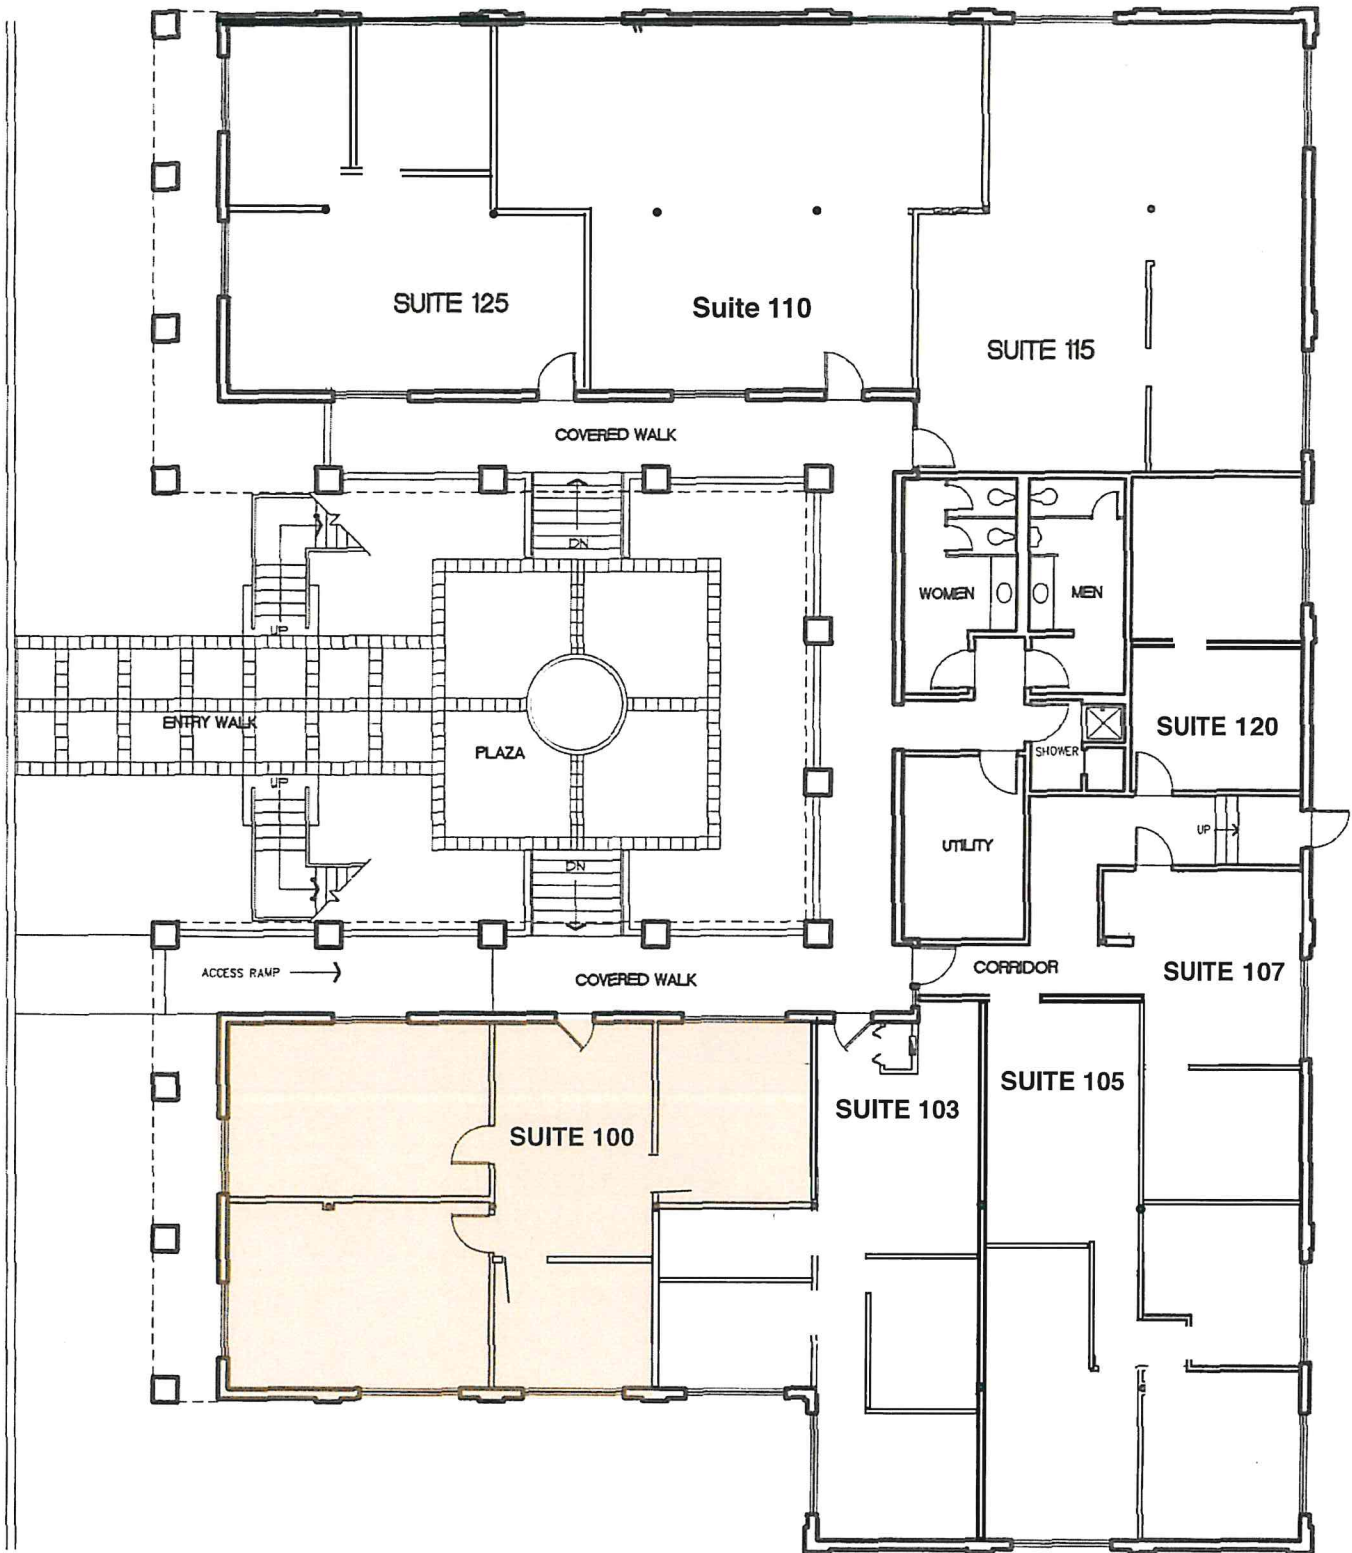 SUITE 125
Suite 110
SUITE 115
COVERED WALK
DN
WOMEN
MEN
UP
ENTRY WALK
PLAZA
SHOWER
SUITE 120
UP
UP
UTILITY
DN
ACCESS RAMP
COVERED WALK
CORRIDOR
SUITE 107
SUITE 100
SUITE 103
SUITE 105